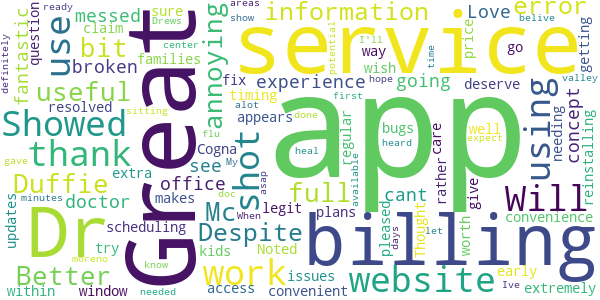 messed
Great
annoying
service
information
error
Drews
sure
areas
show
potential
Love
belive
ready
definitely
fantastic
question
claim
center
bit
use
families
I'll
way
price
go
getting
broken
fix
experience
going
wish
deserve
time
useful
resolved
appears
timing
alot
first
hope
valley
Showed
app
using
concept
needing
reinstalling
sitting
flu
done
bugs
well
thank
shot
Cogna
heal
heard
regular
rather
care
expect
gave
see
My
asap
available
Duffie
office
full
cant
give
Will
extra
doctor
Mc
doc
legit
plans
pleased
Thought
worth
convenience
updates
Dr
makes
Despite
When
billing
scheduling
Noted
issues
days
let
early
try
kids
Better
moreno
work
website
minutes
know
access
convenient
Ive
within
window
needed
extremely